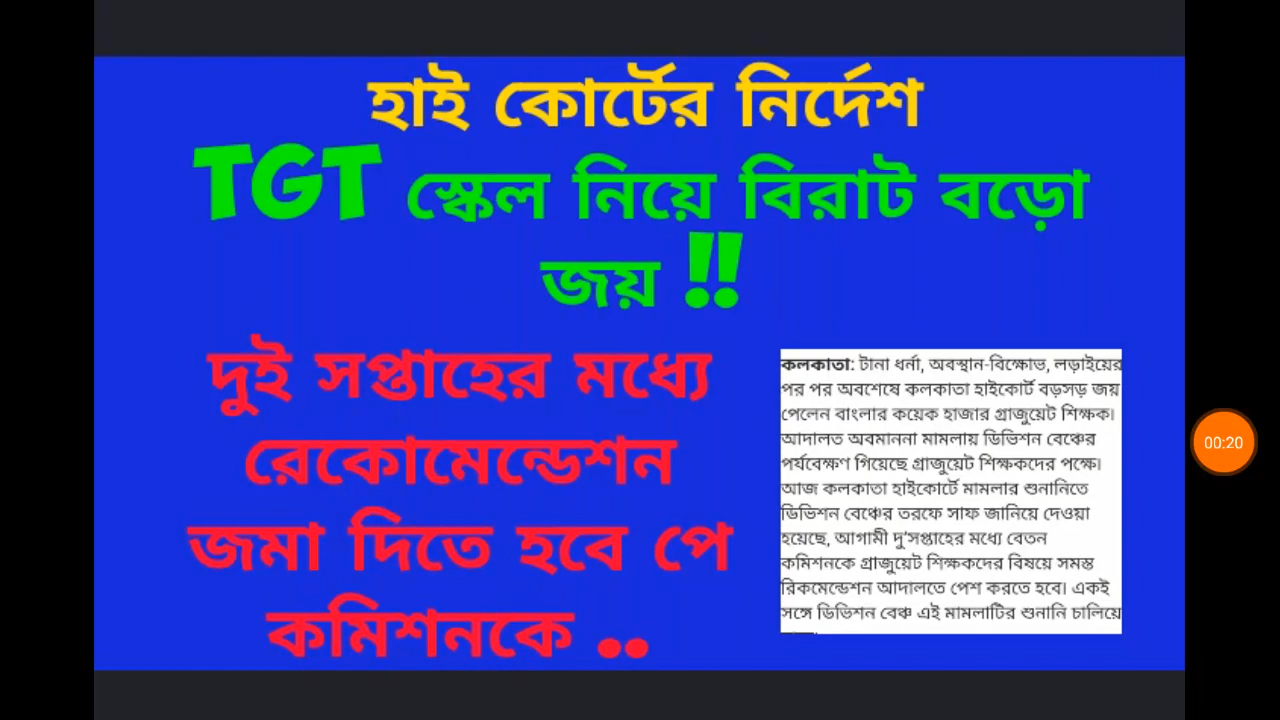 হাই কোর্টের নির্দেশ
TGT স্কেল নিয়ে বিরাট বড়ো
জয় !!
দুই সপ্তাহের মধ্যে
রেকোমেন্ডেশন
জমা দিতে হবে পে
কমিশনকে ..
কলকাতা: টানা ধর্না, অবস্থান-বিক্ষোভ, লড়াইয়ের
পর পর অবশেষে কলকাতা হাইকোর্ট বড়সড় জয়
পেলেন বাংলার কয়েক হাজার গ্রাজুয়েট শিক্ষক।
আদালত অবমাননা মামলায় ডিভিশন বেঞ্চের
পর্যবেক্ষণ গিয়েছে গ্রাজুয়েট শিক্ষকদের পক্ষে।
আজ কলকাতা হাইকোর্টে মামলার শুনানিতে
ডিভিশন বেঞ্চের তরফে সাফ জানিয়ে দেওয়া
হয়েছে, আগামী দু'সপ্তাহের মধ্যে বেতন
কমিশনকে গ্রাজুয়েট শিক্ষকদের বিষয়ে সমস্ত
রিকমেন্ডেশন আদালতে পেশ করতে হবে। একই
সঙ্গে ডিভিশন বেঞ্চ এই মামলাটির শুনানি চালিয়ে
00:20